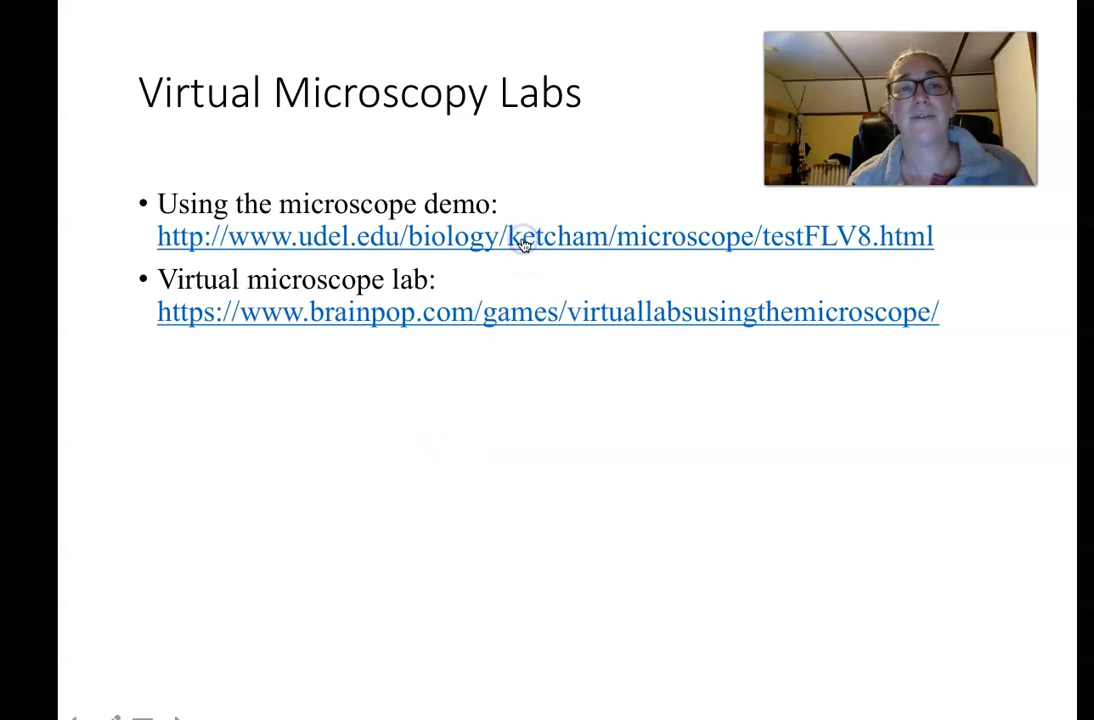 Virtual Microscopy Labs
• Using the microscope demo:
http://www.udel.edu/biology/ketcham/microscope/testFLV8.html
• Virtual microscope lab:
https://www.brainpop.com/games/virtuallabsusingthemicroscope/